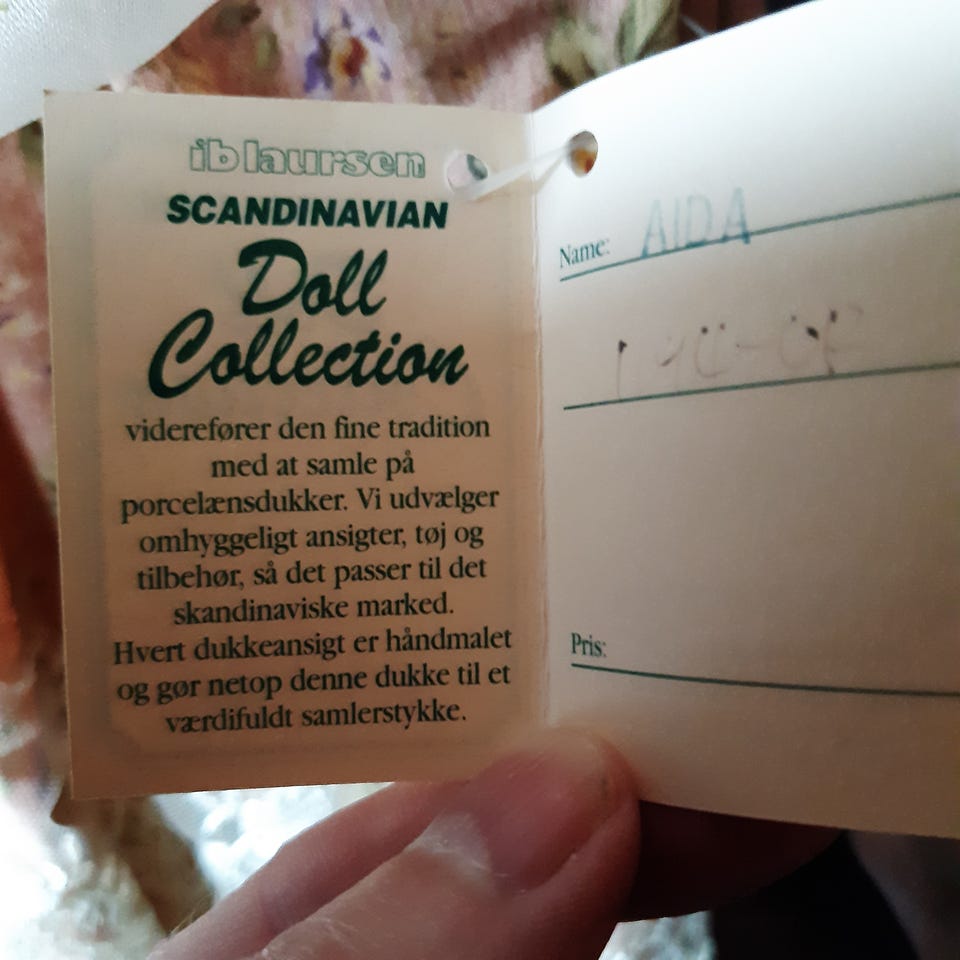 ib laursen
SCANDINAVIAN
Doll
Collection
viderefører den fine tradition
med at samle på
porcelænsdukker. Vi udvælger
omhyggeligt ansigter, tøj og
tilbehør, så det passer til det
skandinaviske marked.
Hvert dukkeansigt er håndmalet
og gør netop denne dukke til et
værdifuldt samlerstykke.
Name: AIDA
Pris: